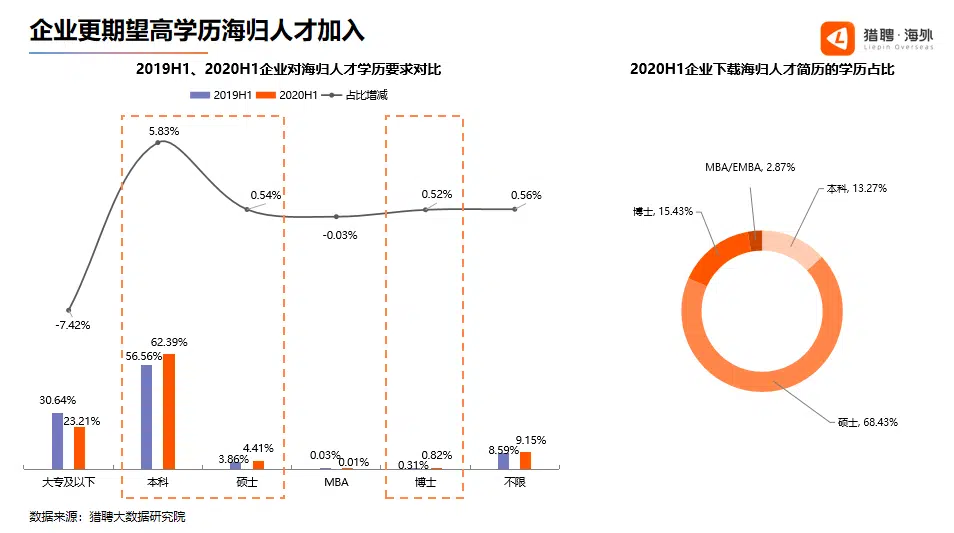 企业更期望高学历海归人才加入
猎聘·海外
Liepin Overseas
2019H1、2020H1企业对海归人才学历要求对比
2019H1 2020H1 占比增减
5.83%
0.54%
-0.03%
0.52%
0.56%
-7.42%
30.64%
23.21%
56.56%
62.39%
3.86%
4.41%
0.03%
0.01%
0.31%
0.82%
8.59%
9.15%
大专及以下 本科 硕士 MBA 博士 不限
2020H1企业下载海归人才简历的学历占比
MBA/EMBA, 2.87%
本科, 13.27%
博士, 15.43%
硕士, 68.43%
数据来源：猎聘大数据研究院